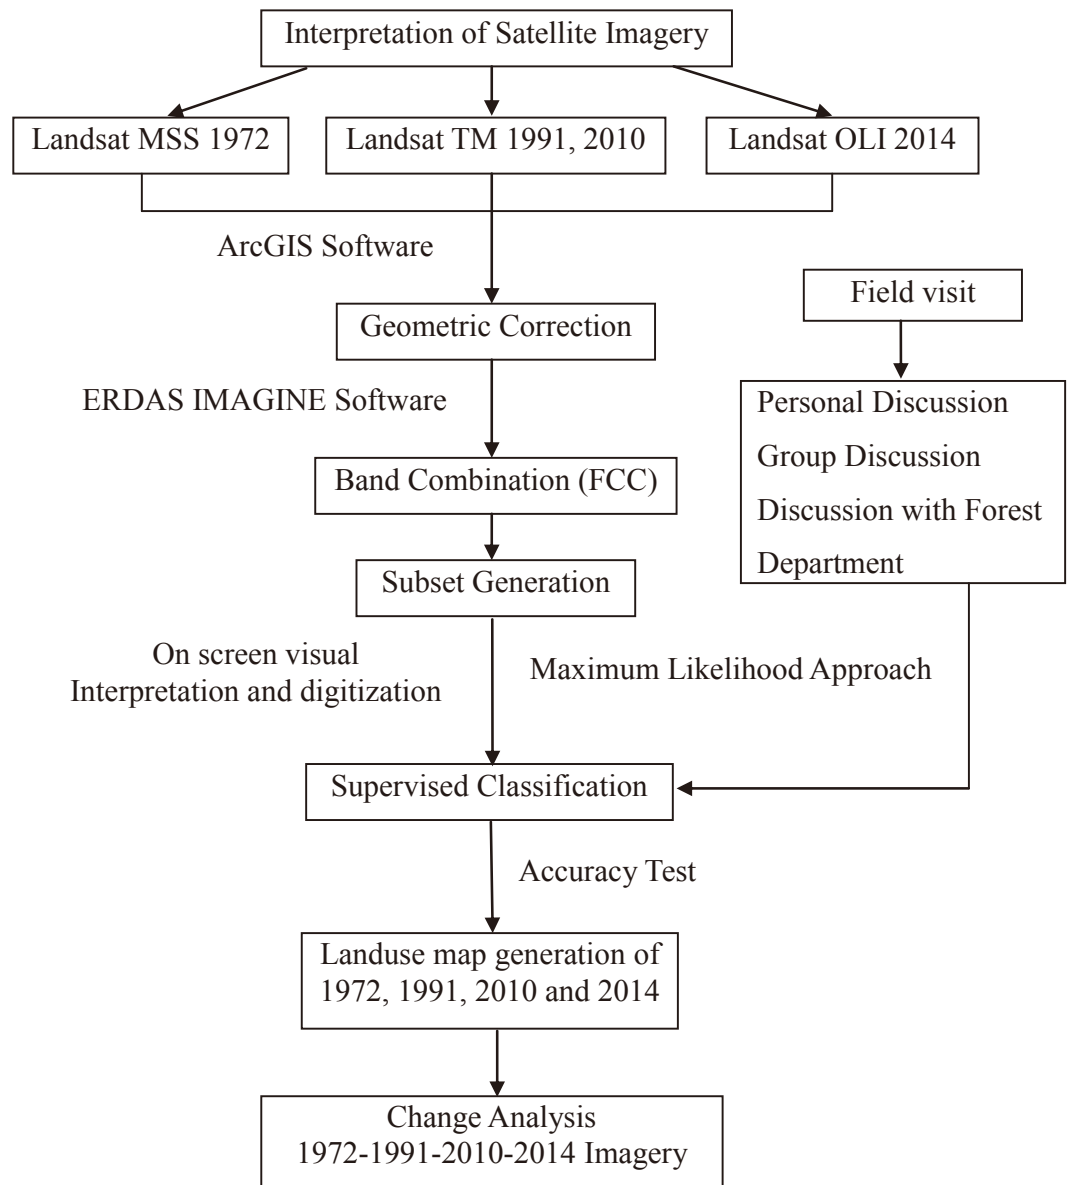 Interpretation of Satellite Imagery
Landsat MSS 1972
Landsat TM 1991, 2010
Landsat OLI 2014
ArcGIS Software
Field visit
Geometric Correction
ERDAS IMAGINE Software
Personal Discussion
Group Discussion
Discussion with Forest
Department
Band Combination (FCC)
Subset Generation
On screen visual
Interpretation and digitization
Maximum Likelihood Approach
Supervised Classification
Accuracy Test
Landuse map generation of
1972, 1991, 2010 and 2014
Change Analysis
1972-1991-2010-2014 Imagery